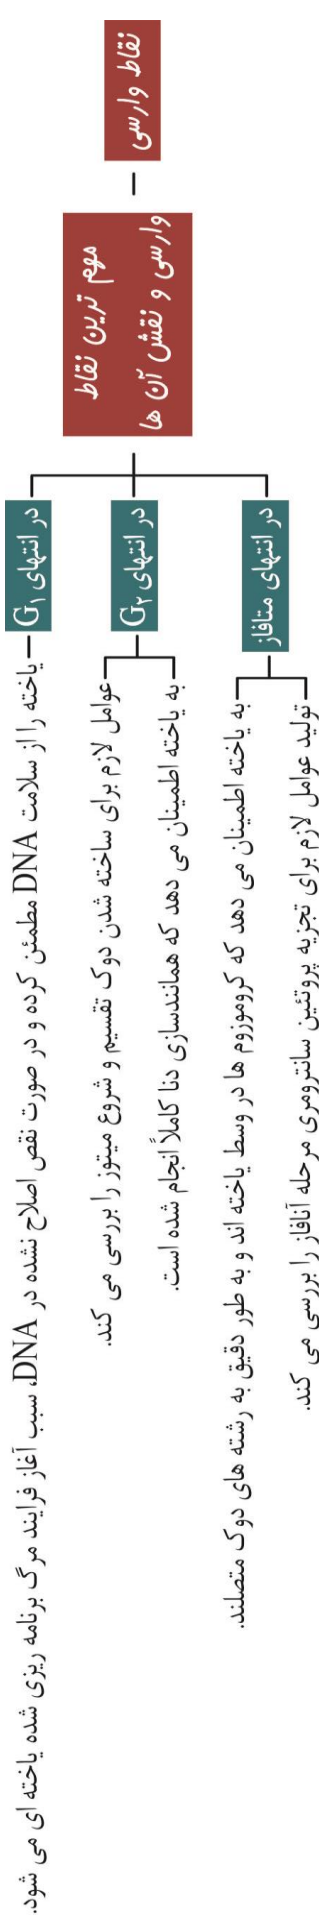 نقاط وارسی
مهم ترین نقاط
وارسی و نقش آن ها
در انتهای G۱
یاخته را از سلامت DNA مطمئن کرده و در صورت نقص اصلاح نشده در DNA، سبب آغاز فرایند مرگ برنامه ریزی شده یاخته ای می شود.
در انتهای G۲
عوامل لازم برای ساخته شدن دوک تقسیم و شروع میتوز را بررسی می کند.
به یاخته اطمینان می دهد که همانندسازی دنا کاملاً انجام شده است.
در انتهای متافاز
به یاخته اطمینان می دهد که کروموزوم ها در وسط یاخته اند و به طور دقیق به رشته های دوک متصلند.
تولید عوامل لازم برای تجزیه پروتئین سانترومری مرحله آنافاز را بررسی می کند.